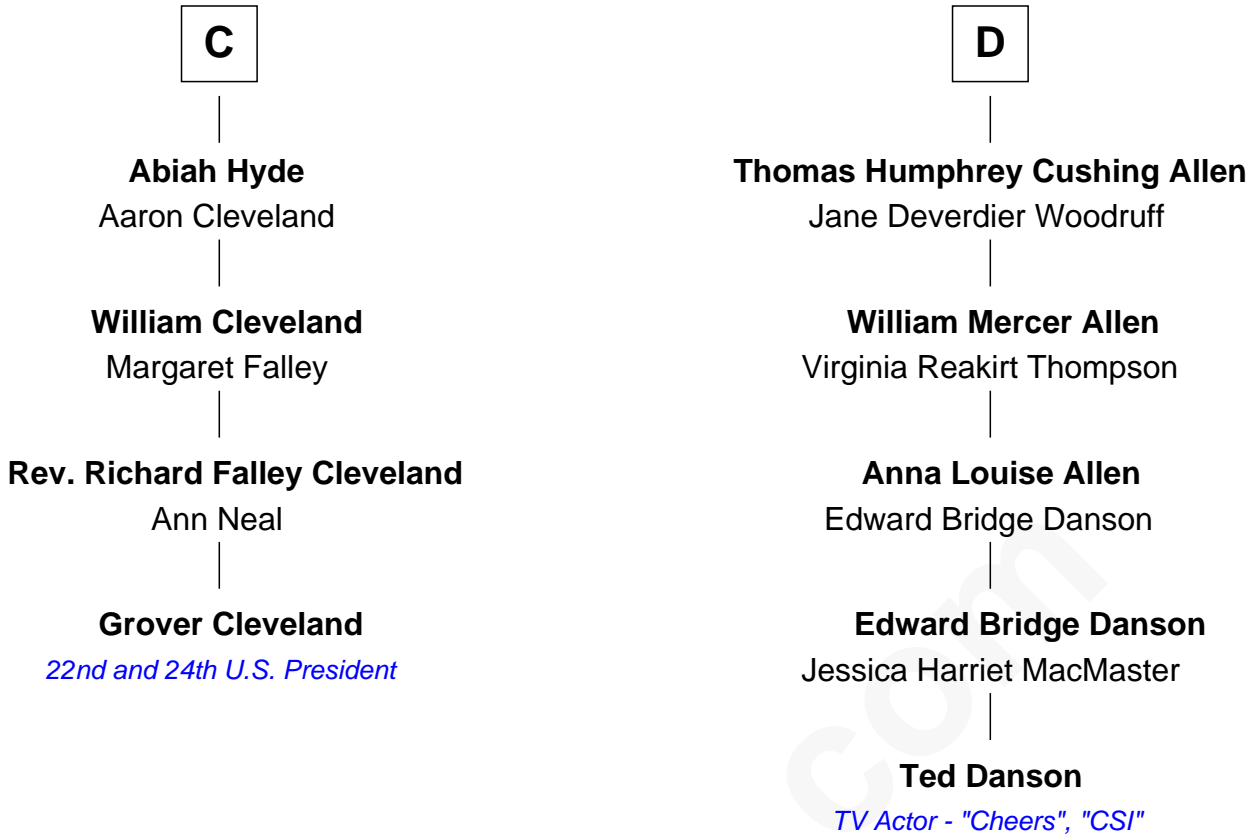 C
Abiah Hyde
Aaron Cleveland
William Cleveland
Margaret Falley
Rev. Richard Falley Cleveland
Ann Neal
Grover Cleveland
22nd and 24th U.S. President
D
Thomas Humphrey Cushing Allen
Jane Deverdier Woodruff
William Mercer Allen
Virginia Reakirt Thompson
Anna Louise Allen
Edward Bridge Danson
Edward Bridge Danson
Jessica Harriet MacMaster
Ted Danson
TV Actor - "Cheers", "CSI"
com